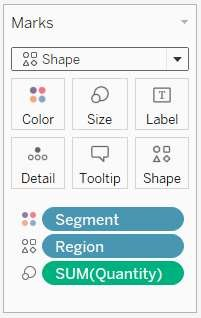 Marks
Shape
Color Size Label
Detail Tooltip Shape
Segment
Region
SUM(Quantity)